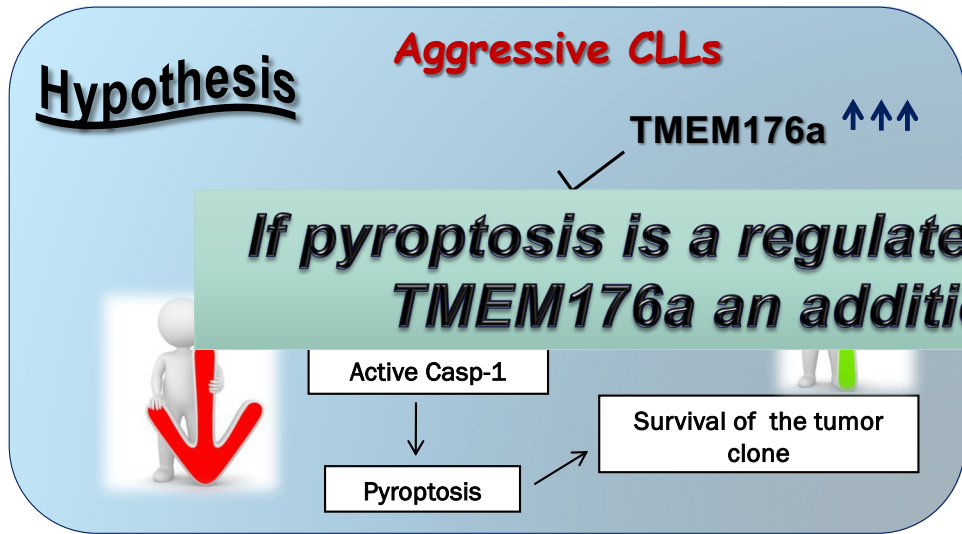 Hypothesis
Aggressive CLLs
TMEM176a
If pyroptosis is a regulate
TMEM176a an additi
Active Casp-1
Survival of the tumor
clone
Pyroptosis